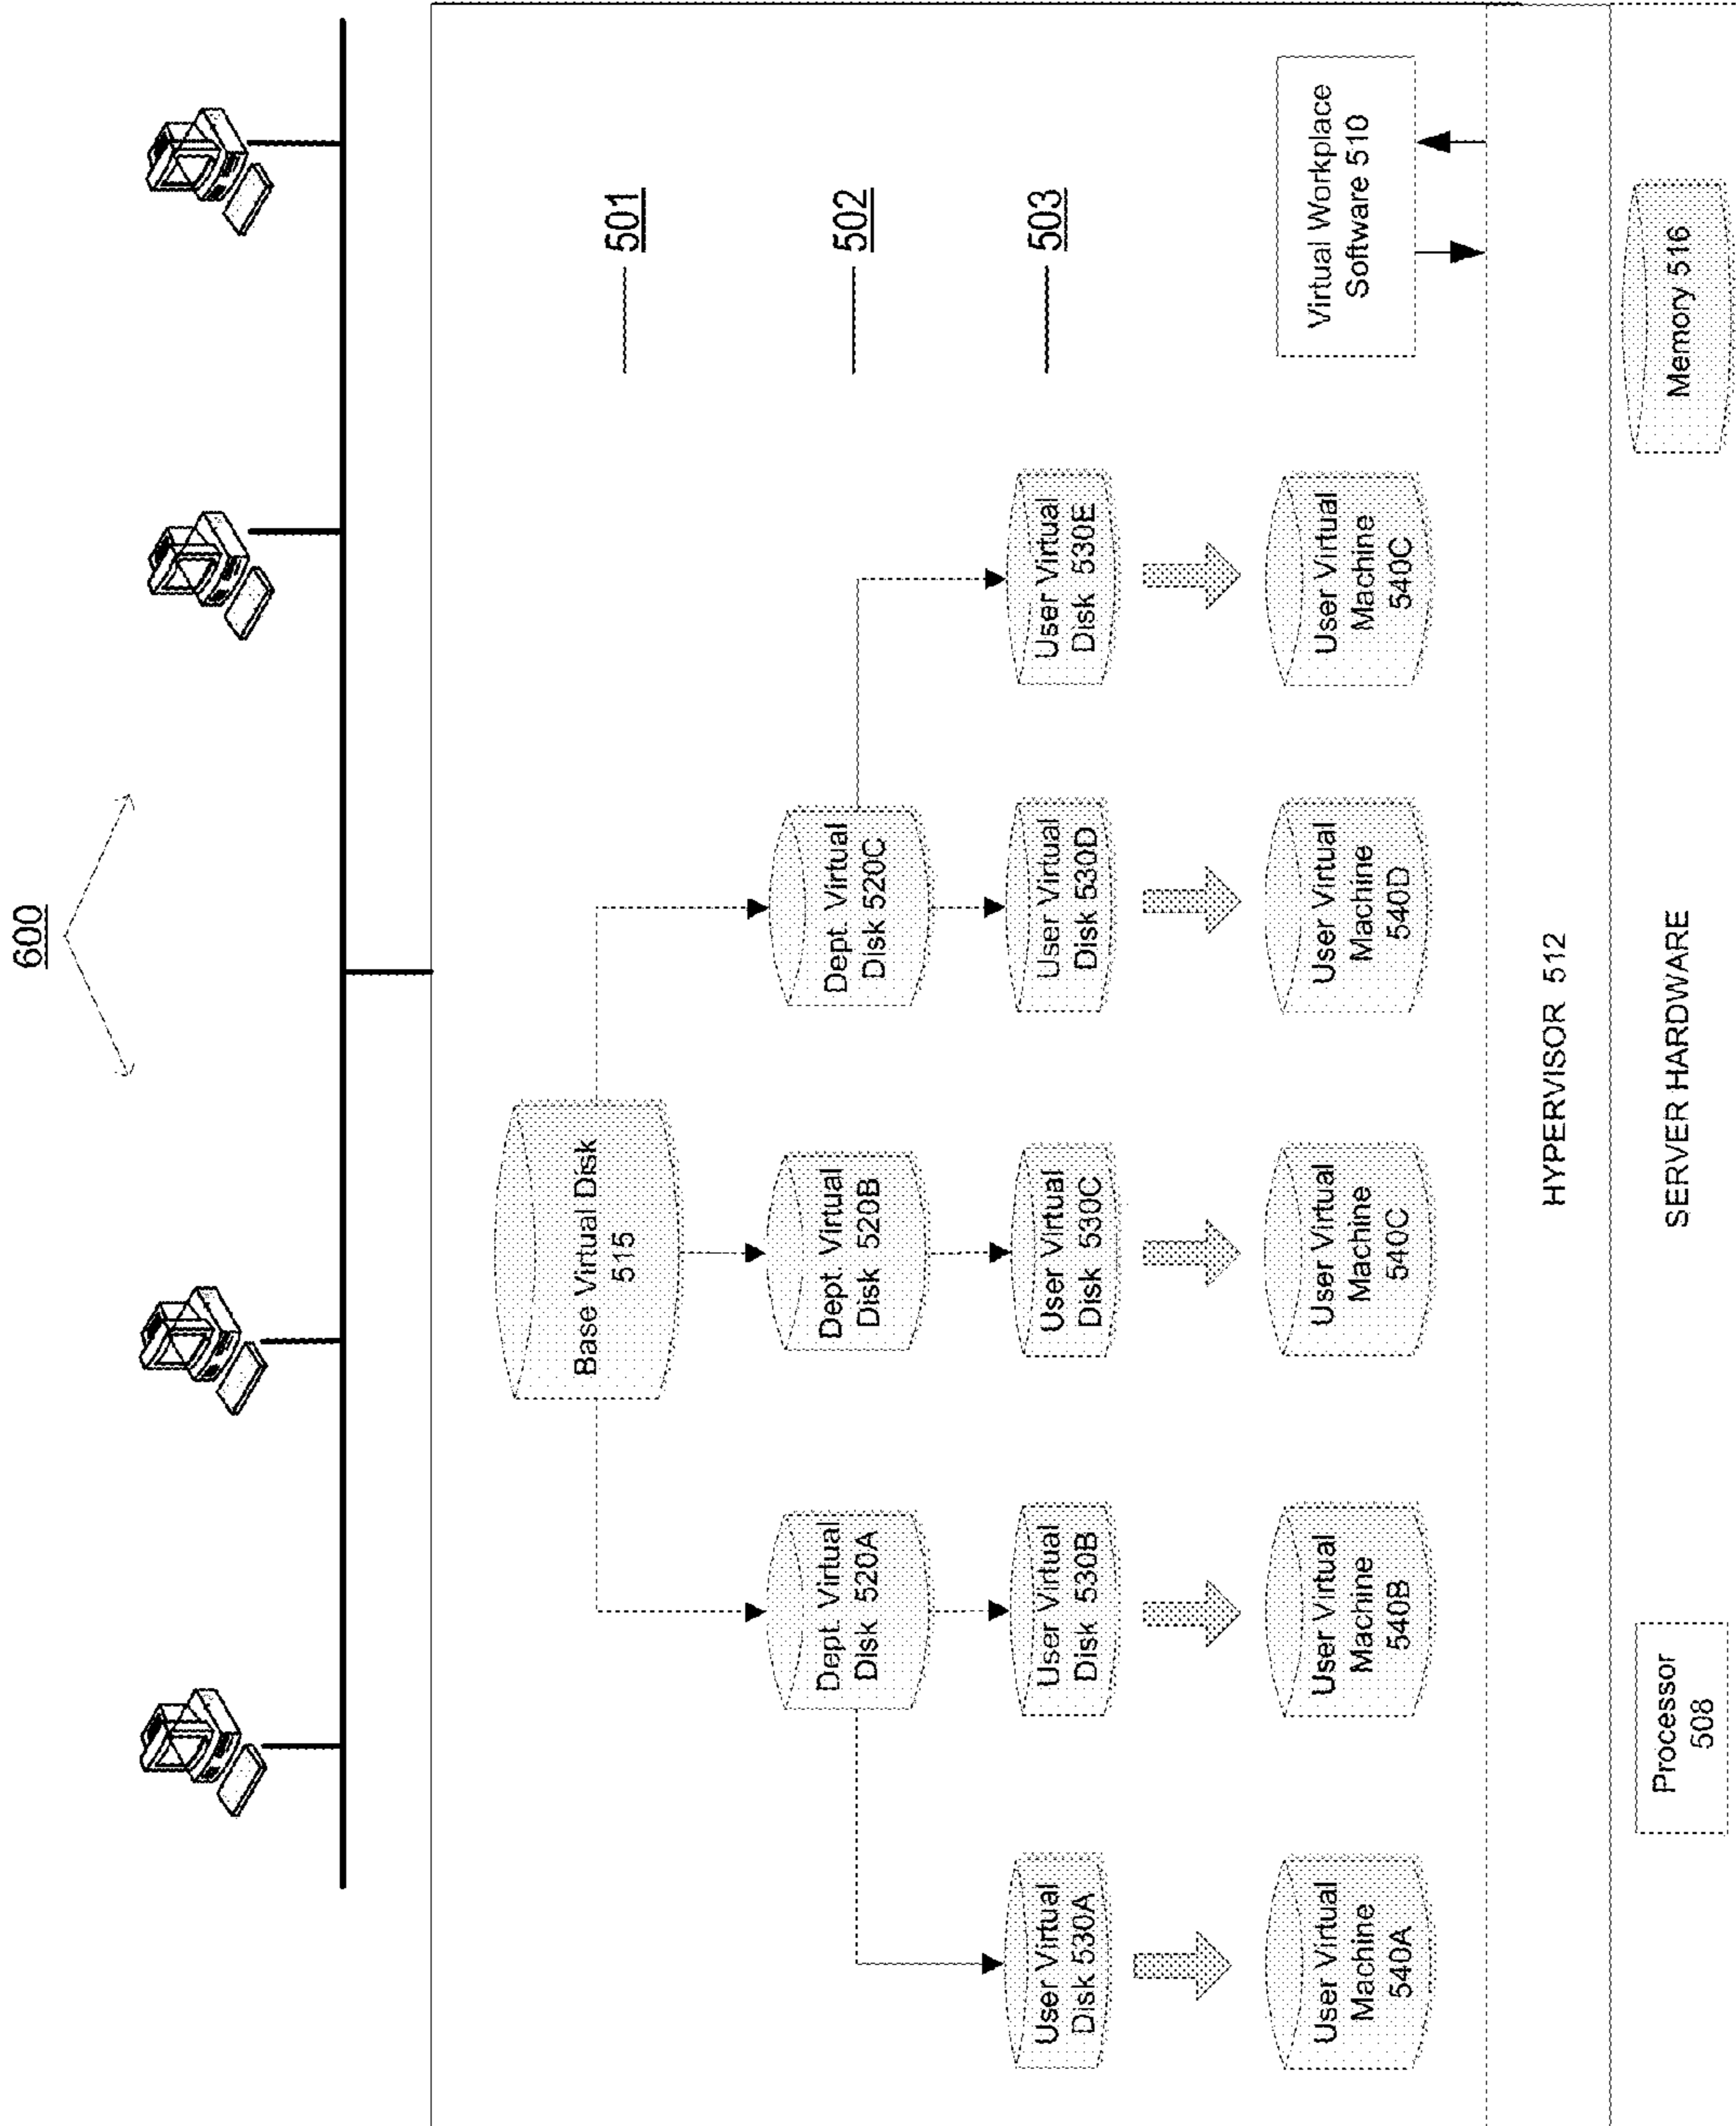 600
Base Virtual Disk
515
501
Dept. Virtual
Disk 520A
Dept. Virtual
Disk 520B
Dept. Virtual
Disk 520C
502
User Virtual
Disk 530A
User Virtual
Disk 530B
User Virtual
Disk 530C
User Virtual
Disk 530D
User Virtual
Disk 530E
503
User Virtual
Machine
540A
User Virtual
Machine
540B
User Virtual
Machine
540C
User Virtual
Machine
540D
User Virtual
Machine
540C
Virtual Workplace
Software 510
HYPERVISOR 512
SERVER HARDWARE
Processor
508
Memory 516